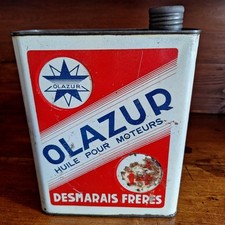 OLAZUR
OLAZUR
HUILE POUR MOTEURS
DESMARAIS FRERES